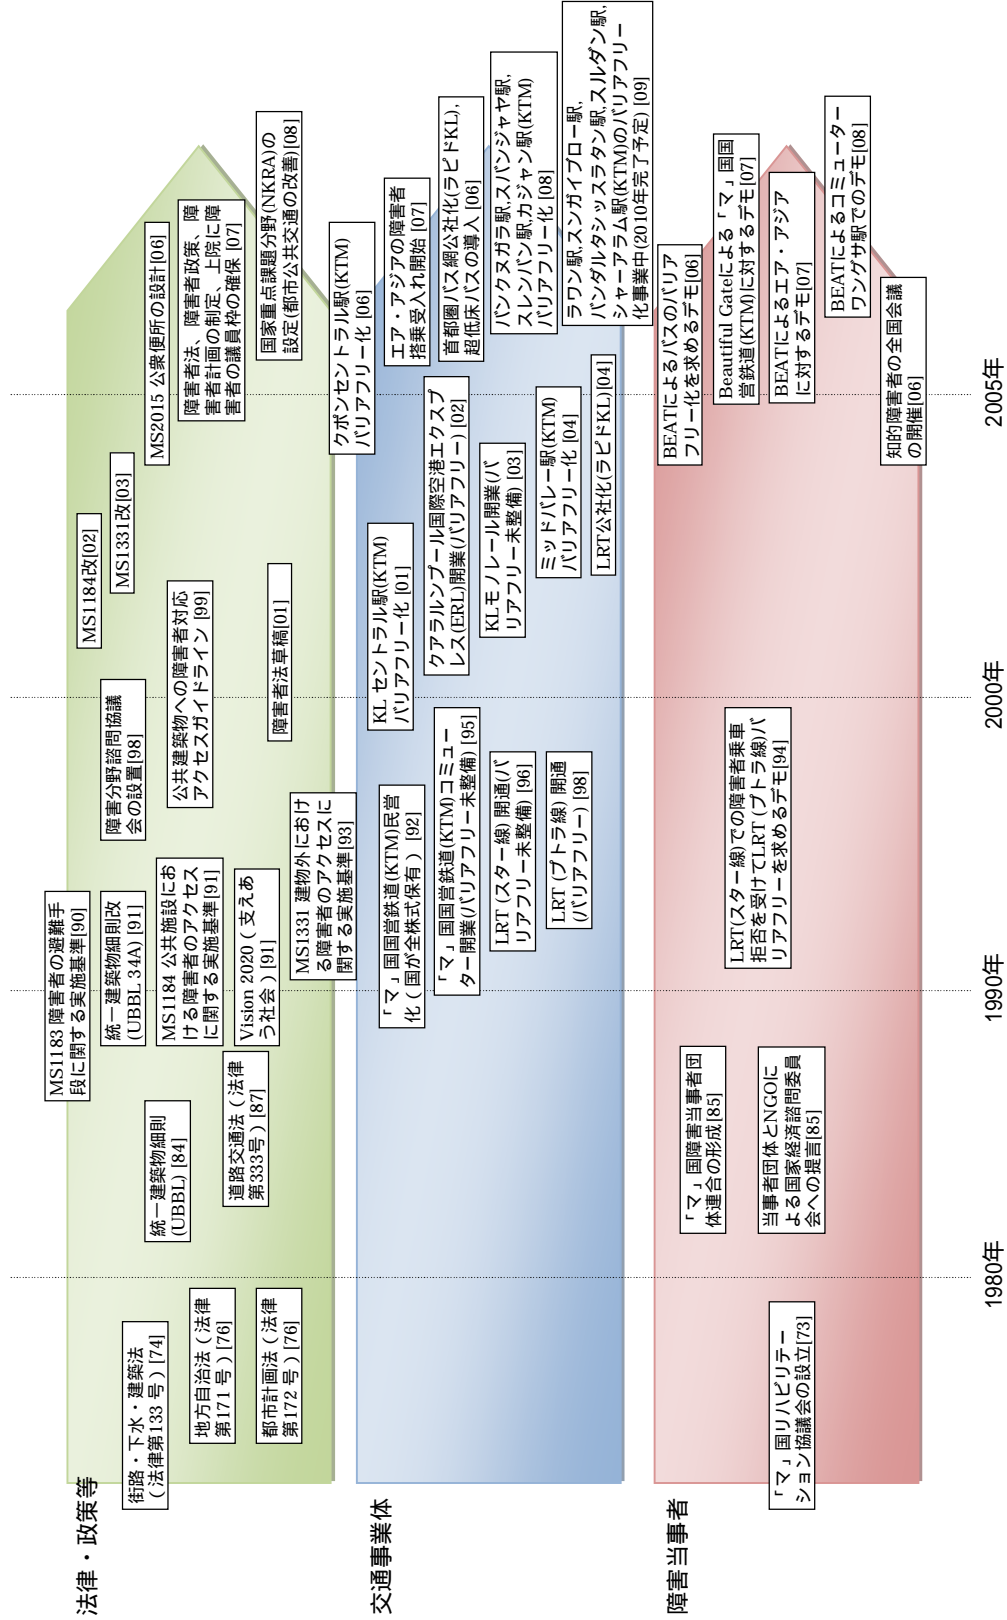 法律・政策等
街路・下水・建築法
（法律第133 号）[74]
地方自治法（法律
第171 号）[76]
都市計画法（法律
第172 号）[76]
統一建築物細則
(UBBL) [84]
道路交通法（法律
第333号）[87]
MS1183 障害者の避難手
段に関する実施基準[90]
統一建築物細則改
(UBBL 34A) [91]
MS1184 公共施設にお
ける障害者のアクセス
に関する実施基準[91]
Vision 2020（支えあ
う社会）[91]
MS1331 建物外におけ
る障害者のアクセスに
関する実施基準[93]
障害分野諮問協議
会の設置[98]
公共建築物への障害者対応
アクセスガイドライン [99]
障害者法草稿[01]
MS1184改[02]
MS1331改[03]
MS2015 公衆便所の設計[06]
障害者法、障害者政策、障
害者計画の制定、上院に障
害者の議員枠の確保 [07]
国家重点課題分野(NKRA)の
設定(都市公共交通の改善)[08]
交通事業体
「マ」国国営鉄道(KTM)民営
化（国が全株式保有）[92]
「マ」国国営鉄道(KTM)コミュー
ター開業(バリアフリー未整備) [95]
LRT (スター線) 開通(バ
リアフリー未整備) [96]
LRT (プトラ線) 開通
(バリアフリー) [98]
KL セントラル駅(KTM)
バリアフリー化 [01]
クアラルンプール国際空港エクスプ
レス(ERL)開業(バリアフリー) [02]
KLモノレール開業(バ
リアフリー未整備) [03]
ミッドバレー駅(KTM)
バリアフリー化 [04]
LRT公社化(ラピドKL)[04]
クポンセントラル駅(KTM)
バリアフリー化 [06]
エア・アジアの障害者
搭乗受入れ開始 [07]
首都圏バス網公社化(ラピドKL),
超低床バスの導入 [06]
バンクヌガラ駅,スバンジャヤ駅,
スレンバン駅,カジャン駅(KTM)
バリアフリー化 [08]
ラワン駅,スンガイブロー駅,
バンダルタシッスラタン駅,スルダン駅,
シャーアラム駅(KTM)のバリアフリー
化事業中(2010年完了予定) [09]
障害当事者
「マ」国リハビリテー
ション協議会の設立[73]
「マ」国障害当事者団
体連合の形成[85]
当事者団体とNGOに
よる国家経済諮問委員
会への提言[85]
LRT(スター線)での障害者乗車
拒否を受けてLRT (プトラ線)バ
リアフリーを求めるデモ[94]
BEATによるバスのバリア
フリー化を求めるデモ[06]
Beautiful Gateによる「マ」国国
営鉄道(KTM)に対するデモ[07]
BEATによるエア・アジア
に対するデモ[07]
BEATによるコミューター
ワングサ駅でのデモ[08]
知的障害者の全国会議
の開催[06]
1980年
1990年
2000年
2005年